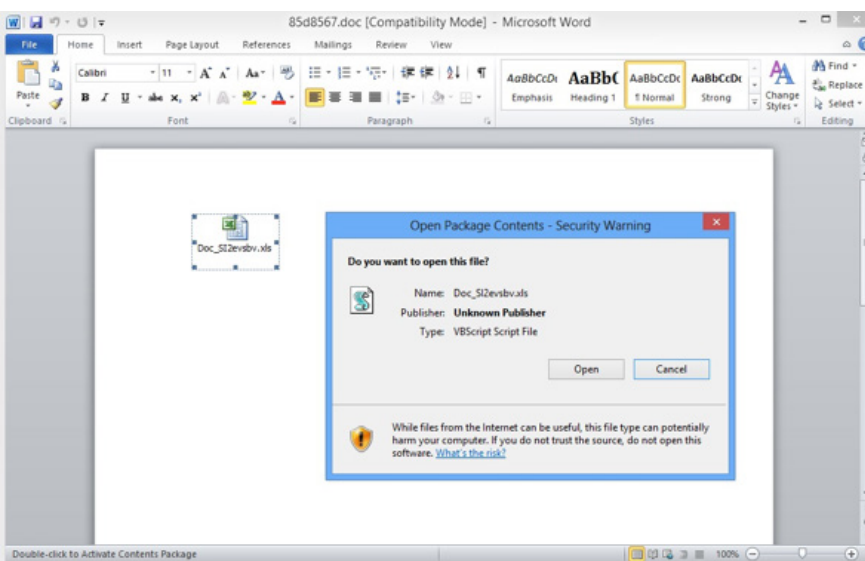 85d8567.doc [Compatibility Mode] - Microsoft Word
File Home Insert Page Layout References Mailings Review View
Calibri 11 A A Aa
AaBbCcDc AaBbC AaBbCcDc AaBbCcDc
Find
Replace
Select
Paste
B I U abc x₂ x² A A
Emphasis Heading 1 ¶ Normal Strong
Change Styles
Clipboard Font Paragraph Styles Editing
Doc_SI2evsbv.xls
Open Package Contents - Security Warning
Do you want to open this file?
Name: Doc_SI2evsbv.xls
Publisher: Unknown Publisher
Type: VBScript Script File
Open Cancel
While files from the Internet can be useful, this file type can potentially
harm your computer. If you do not trust the source, do not open this
software. What's the risk?
Double-click to Activate Contents Package 100%